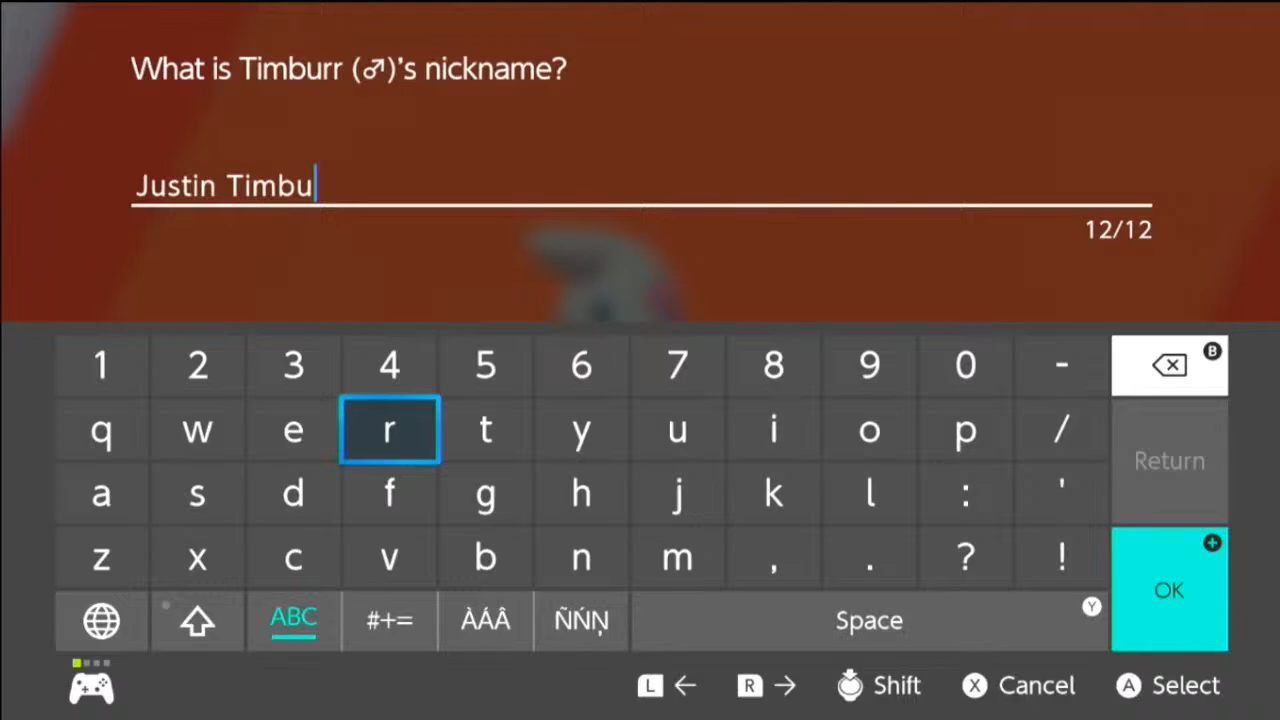 What is Timburr (♂)'s nickname?
Justin Timbu
12/12
1 2 3 4 5 6 7 8 9 0 - B
q w e r t y u i o p / Return
a s d f g h j k l : '
z x c v b n m , . ? ! + OK
ABC #+= ÀÁÂ ÑŃŅ Space Y
L ← R → Shift X Cancel A Select